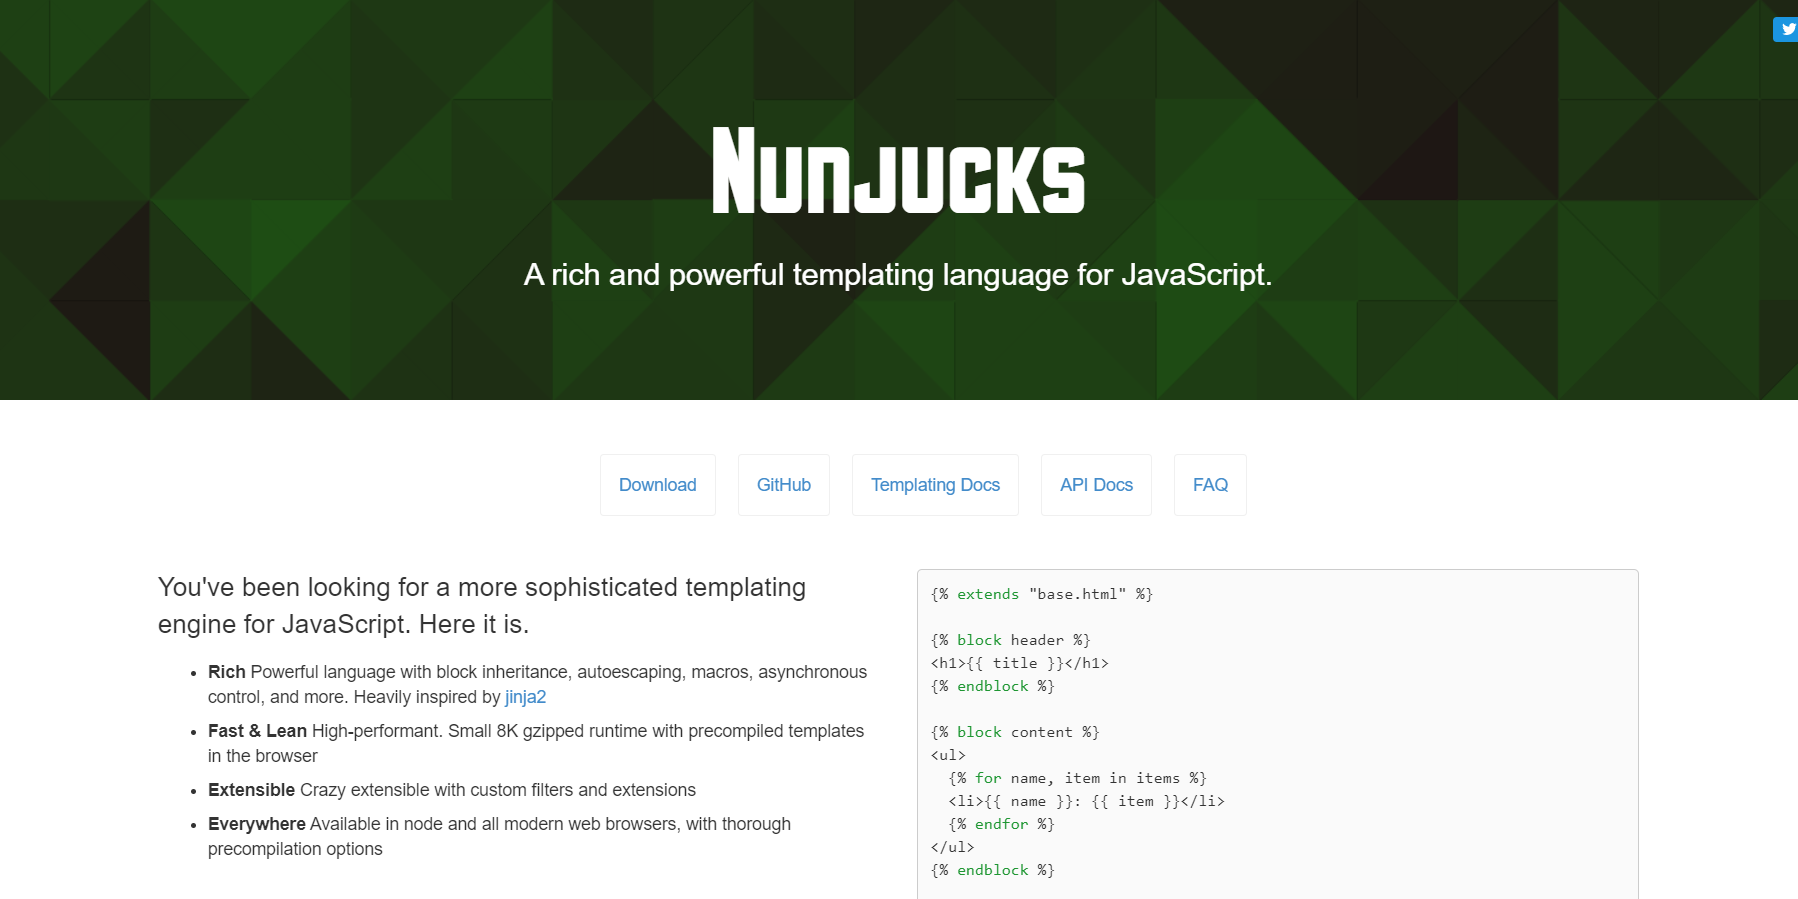 Nunjucks
A rich and powerful templating language for JavaScript.
Download GitHub Templating Docs API Docs FAQ
You've been looking for a more sophisticated templating
engine for JavaScript. Here it is.
Rich Powerful language with block inheritance, autoescaping, macros, asynchronous
control, and more. Heavily inspired by jinja2
Fast & Lean High-performant. Small 8K gzipped runtime with precompiled templates
in the browser
Extensible Crazy extensible with custom filters and extensions
Everywhere Available in node and all modern web browsers, with thorough
precompilation options
{% extends "base.html" %}
{% block header %}
<h1>{{ title }}</h1>
{% endblock %}
{% block content %}
<ul>
  {% for name, item in items %}
  <li>{{ name }}: {{ item }}</li>
  {% endfor %}
</ul>
{% endblock %}